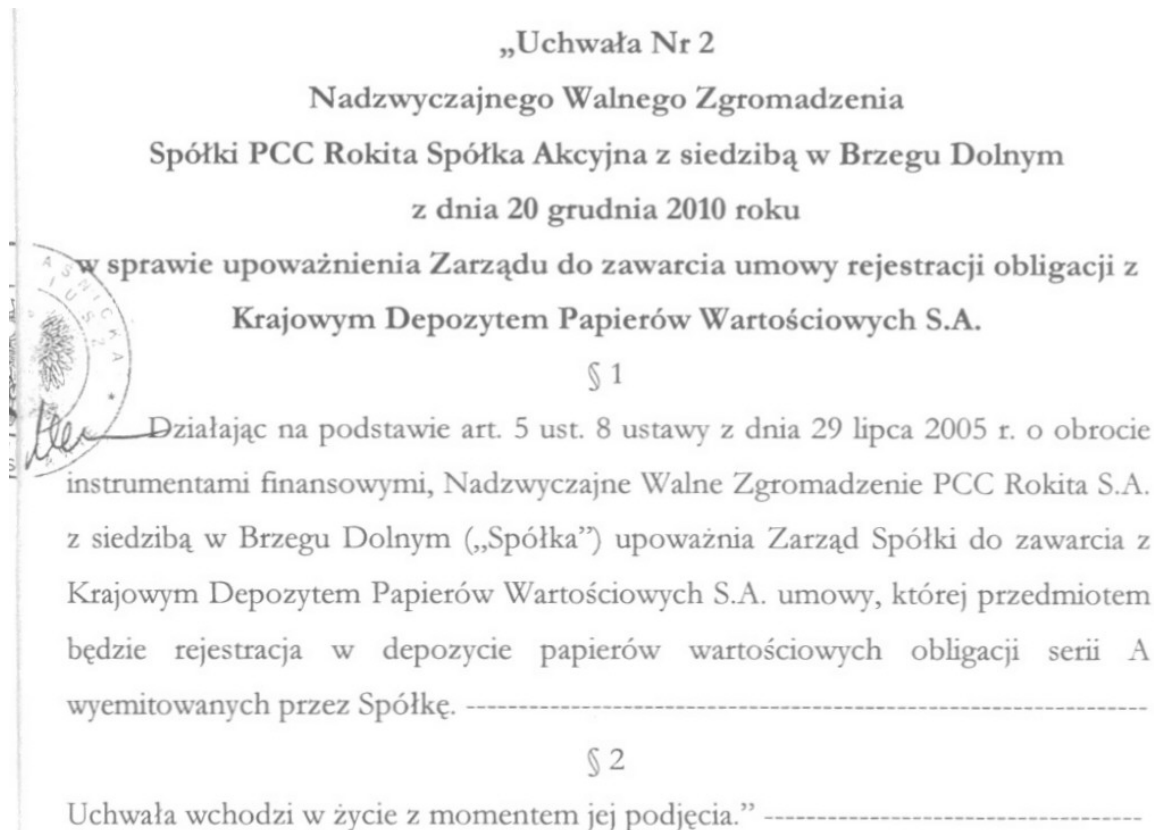 „Uchwała Nr 2
Nadzwyczajnego Walnego Zgromadzenia
Spółki PCC Rokita Spółka Akcyjna z siedzibą w Brzegu Dolnym
z dnia 20 grudnia 2010 roku
w sprawie upoważnienia Zarządu do zawarcia umowy rejestracji obligacji z
Krajowym Depozytem Papierów Wartościowych S.A.
§ 1
Działając na podstawie art. 5 ust. 8 ustawy z dnia 29 lipca 2005 r. o obrocie
instrumentami finansowymi, Nadzwyczajne Walne Zgromadzenie PCC Rokita S.A.
z siedzibą w Brzegu Dolnym („Spółka”) upoważnia Zarząd Spółki do zawarcia z
Krajowym Depozytem Papierów Wartościowych S.A. umowy, której przedmiotem
będzie rejestracja w depozycie papierów wartościowych obligacji serii A
wyemitowanych przez Spółkę. ----------------------------------------------------------------
§ 2
Uchwała wchodzi w życie z momentem jej podjęcia.” ------------------------------------